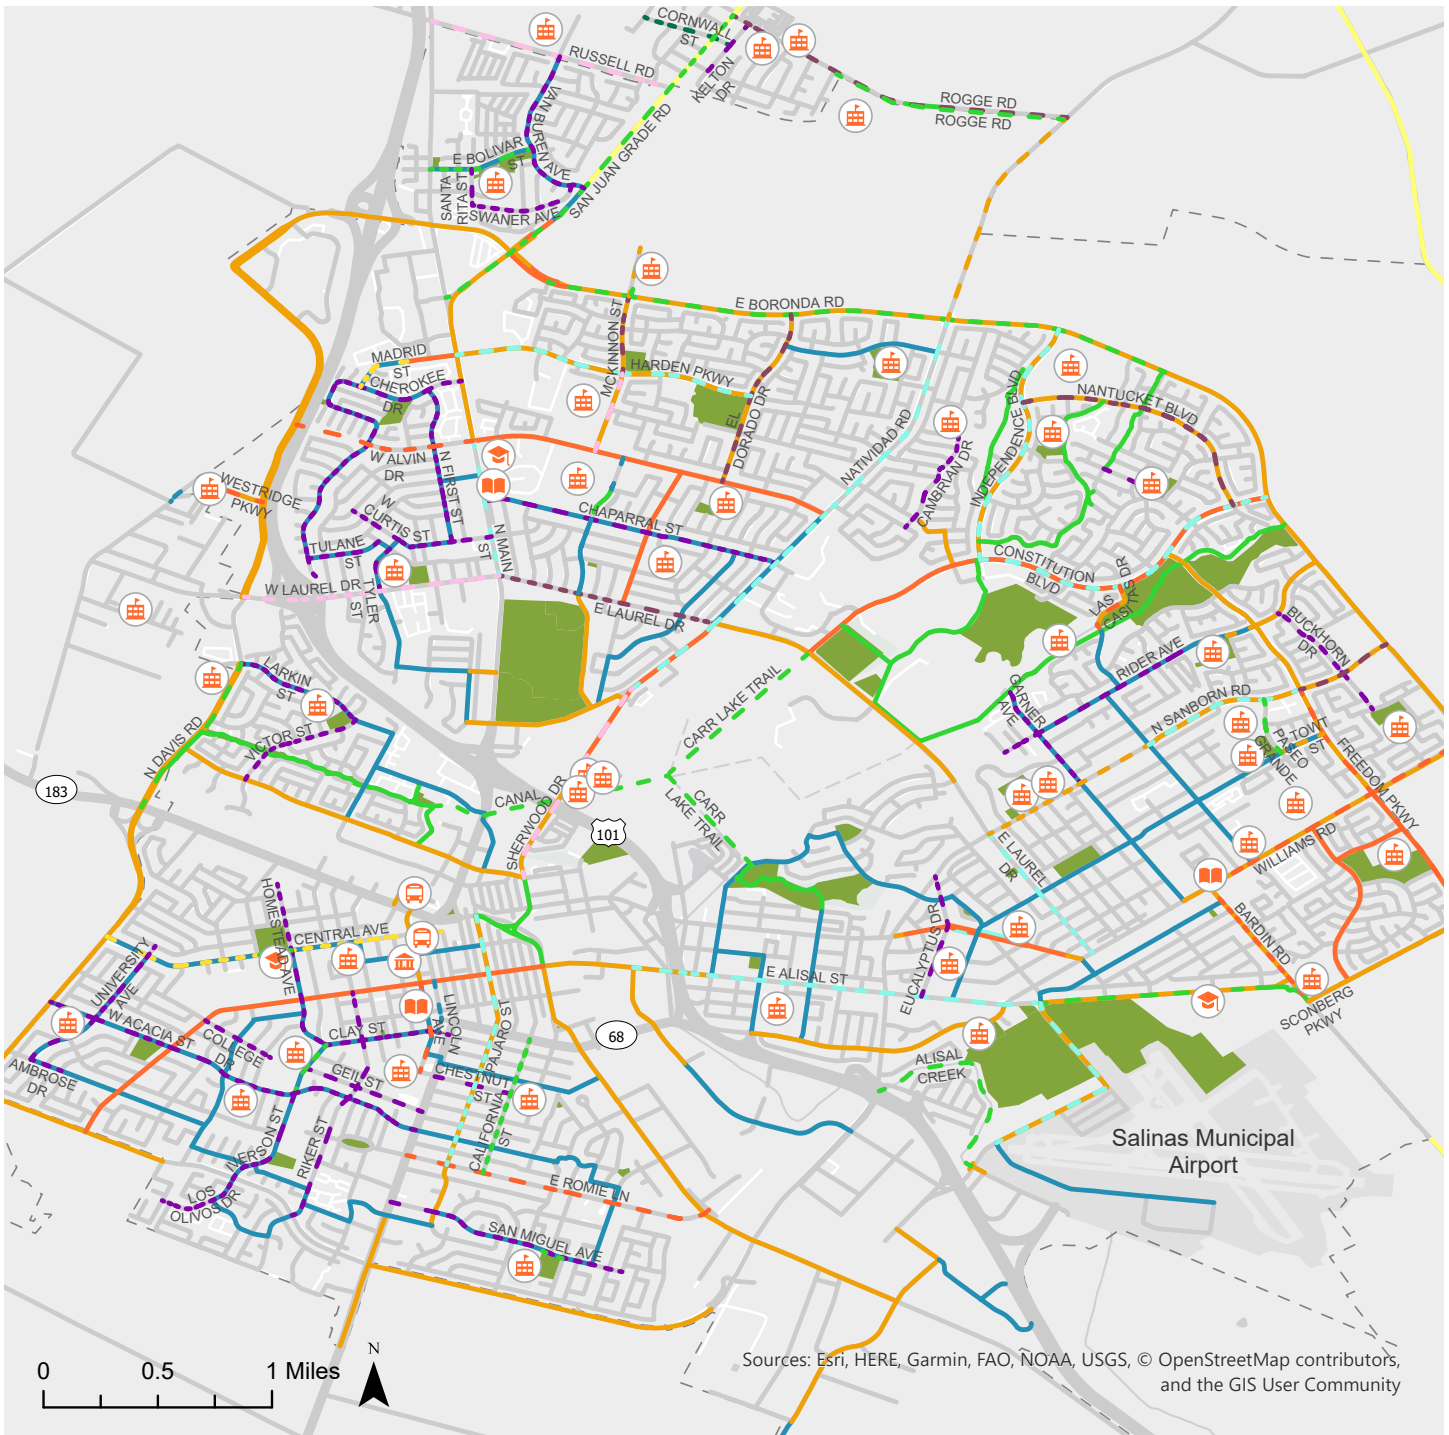 CORNWALL
ST
RUSSELL RD
KELTON
DR
ROGGE RD
ROGGE RD
VAN BUREN AVE
E BOLIVAR
ST
SAN JUAN GRADE RD
SANTA
RITA ST
SWANER AVE
E BORONDA RD
MCKINNON ST
MADRID
ST
HARDEN PKWY
CHEROKEE
DR
INDEPENDENCE BLVD
NANTUCKET BLVD
EL
DORADO DR
NATIVIDAD RD
W ALVIN
DR
N FIRST ST
CAMBRIAN DR
WESTRIDGE
PKWY
W
CURTIS ST
CHAPARRAL ST
N MAIN
ST
TULANE
ST
CONSTITUTION
BLVD
W LAUREL DR
TYLER
ST
E LAUREL DR
LAS
CASITAS DR
BUCKHORN
DR
RIDER AVE
LARKIN
ST
GARNER
AVE
N SANBORN RD
CARR LAKE TRAIL
VICTOR ST
N DAVIS RD
TOWT
ST
PASEO
GRANDE
FREEDOM PKWY
183
CANAL
SHERWOOD DR
CARR
LAKE TRAIL
101
E LAUREL
DR
WILLIAMS RD
HOMESTEAD AVE
CENTRAL AVE
BARDIN RD
EUCALYPTUS DR
UNIVERSITY
AVE
E ALISAL ST
SCONBERG
PKWY
W ACACIA ST
COLLEGE
DR
CLAY ST
LINCOLN
AVE
PAJARO ST
68
AMBROSE
DR
GEIL ST
CHESTNUT
ST
ALISAL
CREEK
CALIFORNIA
ST
IVERSON ST
RIKER ST
Salinas Municipal
Airport
E ROMIE LN
LOS
OLIVOS DR
SAN MIGUEL AVE
0 0.5 1 Miles
N
Sources: Esri, HERE, Garmin, FAO, NOAA, USGS, © OpenStreetMap contributors,
and the GIS User Community